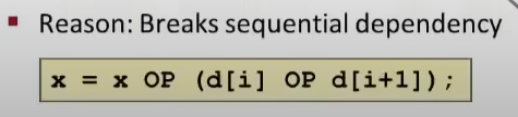 ▪ Reason: Breaks sequential dependency
x = x OP (d[i] OP d[i+1]);